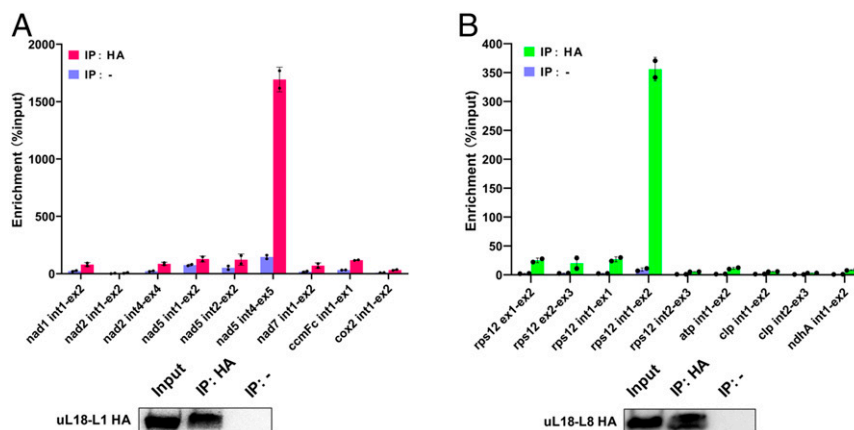 A
IP: HA
IP: -
Enrichment (%input)
2000
1500
1000
500
0
nad1 int1-ex2
nad2 int1-ex2
nad2 int4-ex4
nad5 int1-ex2
nad5 int2-ex2
nad5 int4-ex5
nad7 int1-ex2
ccmFc int1-ex1
cox2 int1-ex2
Input
IP: HA
IP: -
uL18-L1 HA
B
IP: HA
IP: -
Enrichment (%input)
400
350
300
250
200
150
100
50
0
rps12 ex1-ex2
rps12 ex2-ex3
rps12 int1-ex1
rps12 int1-ex2
rps12 int2-ex3
atp int1-ex2
clp int1-ex2
clp int2-ex3
ndhA int1-ex2
Input
IP: HA
IP: -
uL18-L8 HA